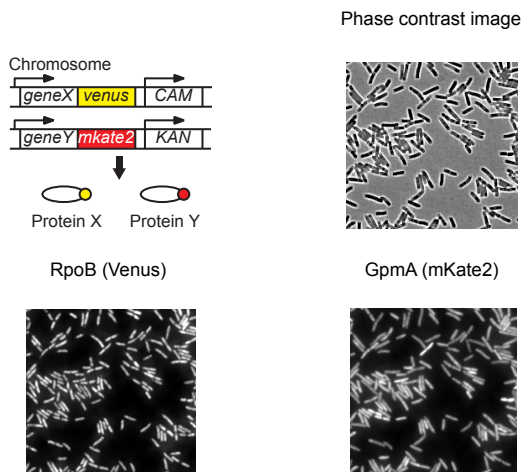 Phase contrast image
Chromosome
geneX venus CAM
geneY mkate2 KAN
Protein X Protein Y
RpoB (Venus) GpmA (mKate2)